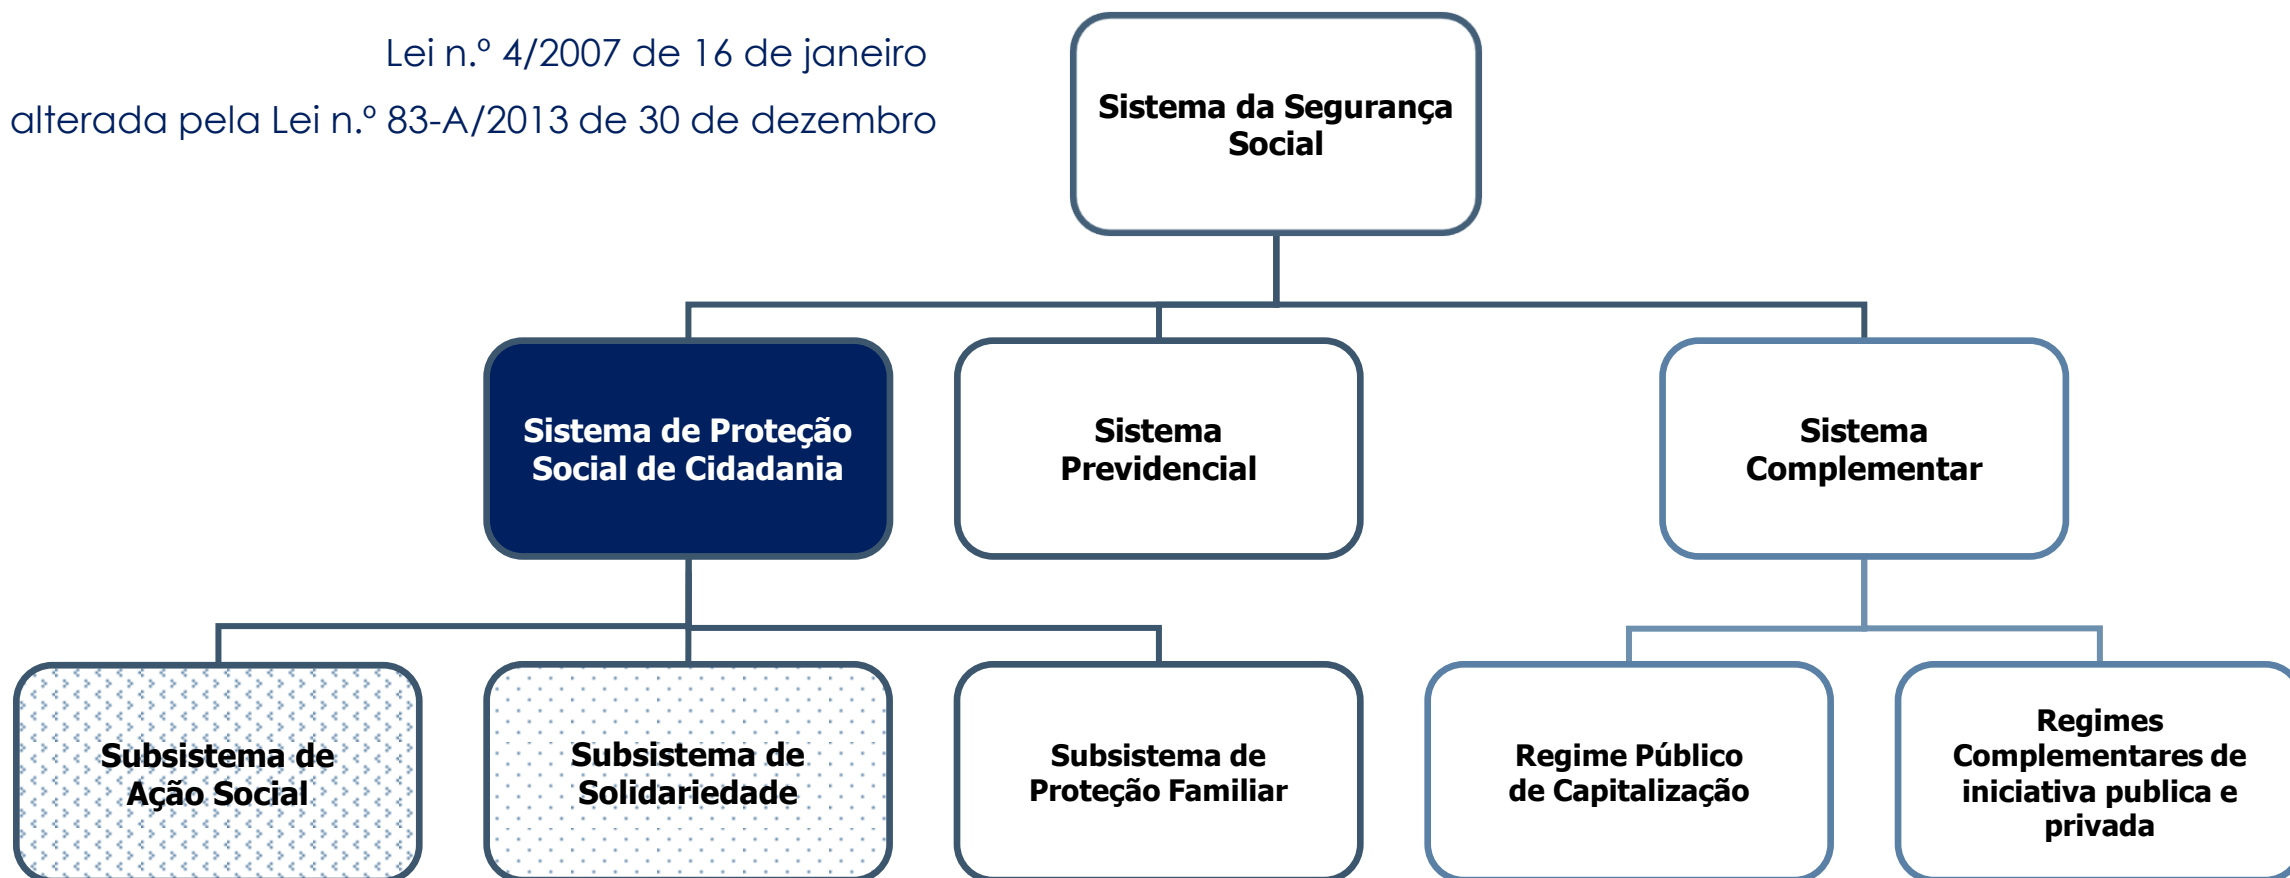 Lei n.º 4/2007 de 16 de janeiro
alterada pela Lei n.º 83-A/2013 de 30 de dezembro
Sistema da Segurança
Social
Sistema de Proteção
Social de Cidadania
Sistema
Previdencial
Sistema
Complementar
Subsistema de
Ação Social
Subsistema de
Solidariedade
Subsistema de
Proteção Familiar
Regime Público
de Capitalização
Regimes
Complementares de
iniciativa publica e
privada